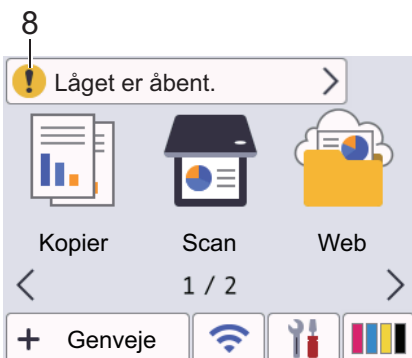 8
Låget er åbent.
Kopier Scan Web
1 / 2
+ Genveje